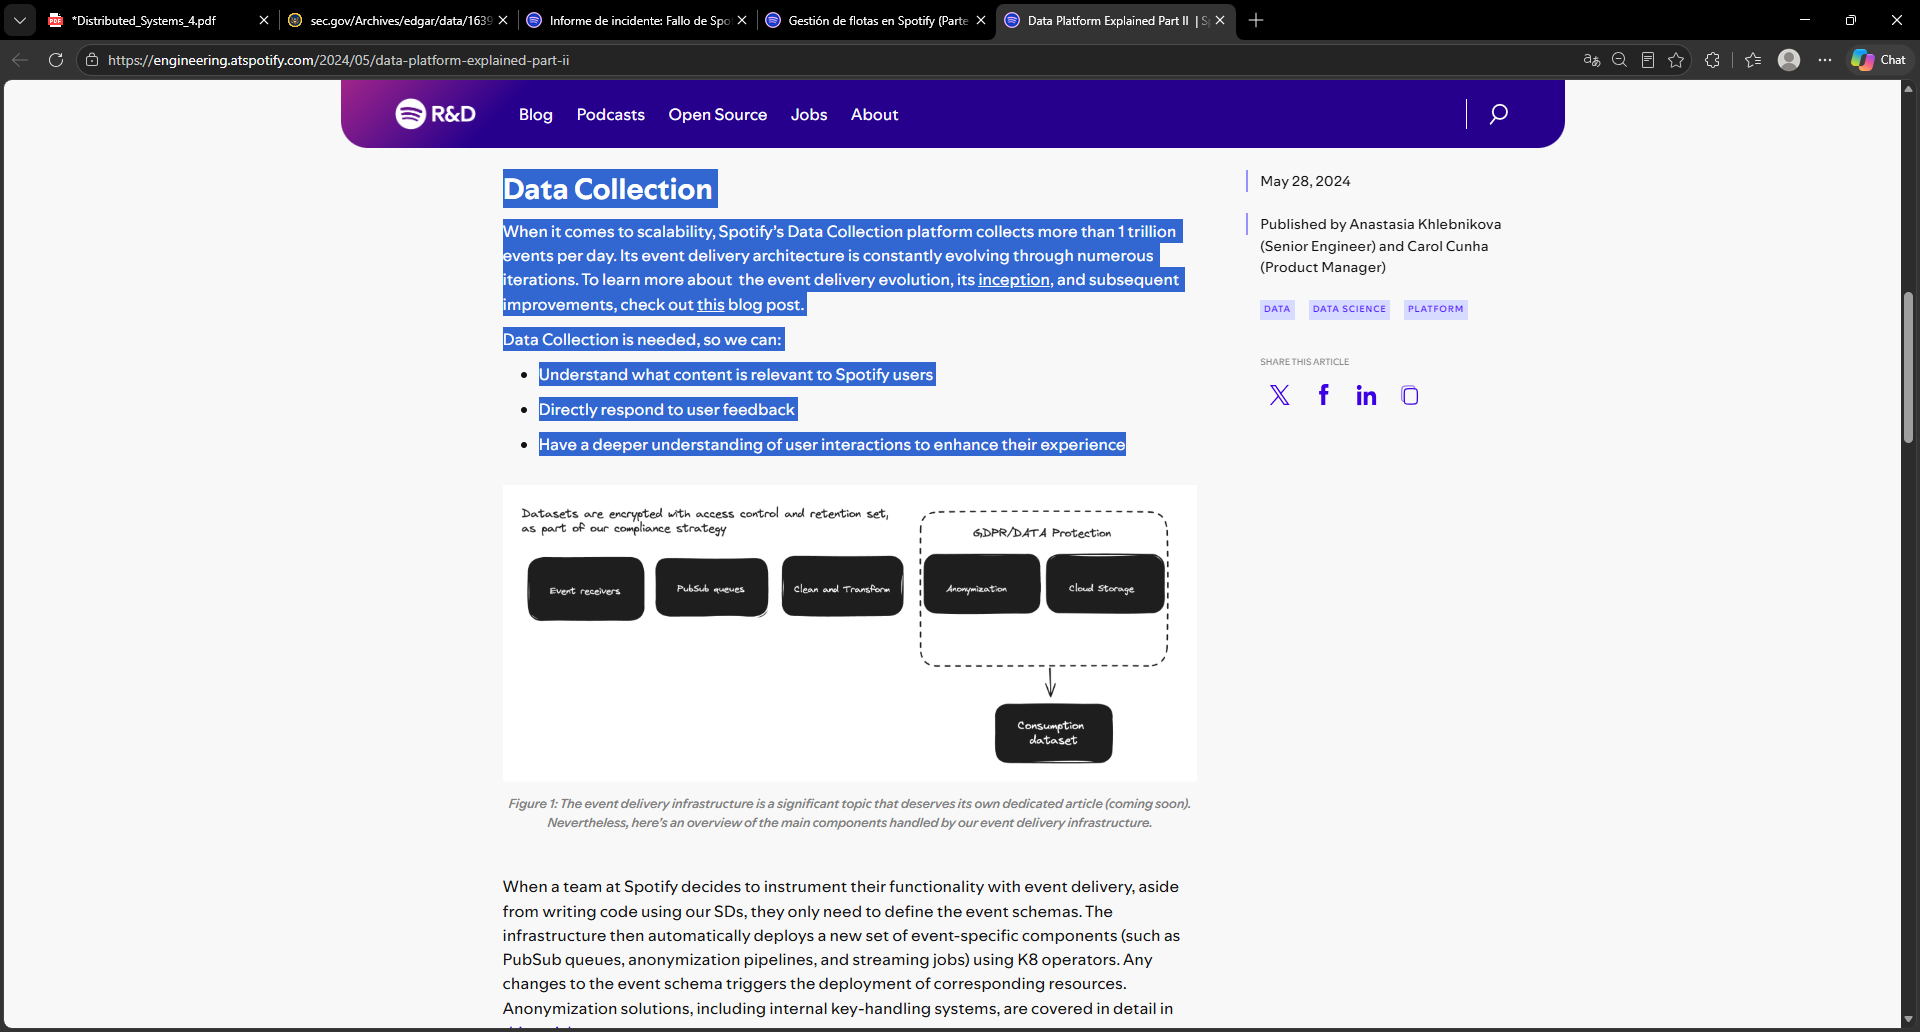 *Distributed_Systems_4.pdf
sec.gov/Archives/edgar/data/1639
Informe de incidente: Fallo de Spo
Gestión de flotas en Spotify (Parte
Data Platform Explained Part II | S
https://engineering.atspotify.com/2024/05/data-platform-explained-part-ii
Chat
R&D
Blog
Podcasts
Open Source
Jobs
About
Data Collection
When it comes to scalability, Spotify's Data Collection platform collects more than 1 trillion
events per day. Its event delivery architecture is constantly evolving through numerous
iterations. To learn more about the event delivery evolution, its inception, and subsequent
improvements, check out this blog post.
Data Collection is needed, so we can:
Understand what content is relevant to Spotify users
Directly respond to user feedback
Have a deeper understanding of user interactions to enhance their experience
May 28, 2024
Published by Anastasia Khlebnikova
(Senior Engineer) and Carol Cunha
(Product Manager)
DATA
DATA SCIENCE
PLATFORM
SHARE THIS ARTICLE
Datasets are encrypted with access control and retention set,
as part of our compliance strategy
GDPR/DATA Protection
Event receivers
PubSub queues
Clean and Transform
Anonymization
Cloud Storage
Consumption
dataset
Figure 1: The event delivery infrastructure is a significant topic that deserves its own dedicated article (coming soon).
Nevertheless, here's an overview of the main components handled by our event delivery infrastructure.
When a team at Spotify decides to instrument their functionality with event delivery, aside
from writing code using our SDs, they only need to define the event schemas. The
infrastructure then automatically deploys a new set of event-specific components (such as
PubSub queues, anonymization pipelines, and streaming jobs) using K8 operators. Any
changes to the event schema triggers the deployment of corresponding resources.
Anonymization solutions, including internal key-handling systems, are covered in detail in